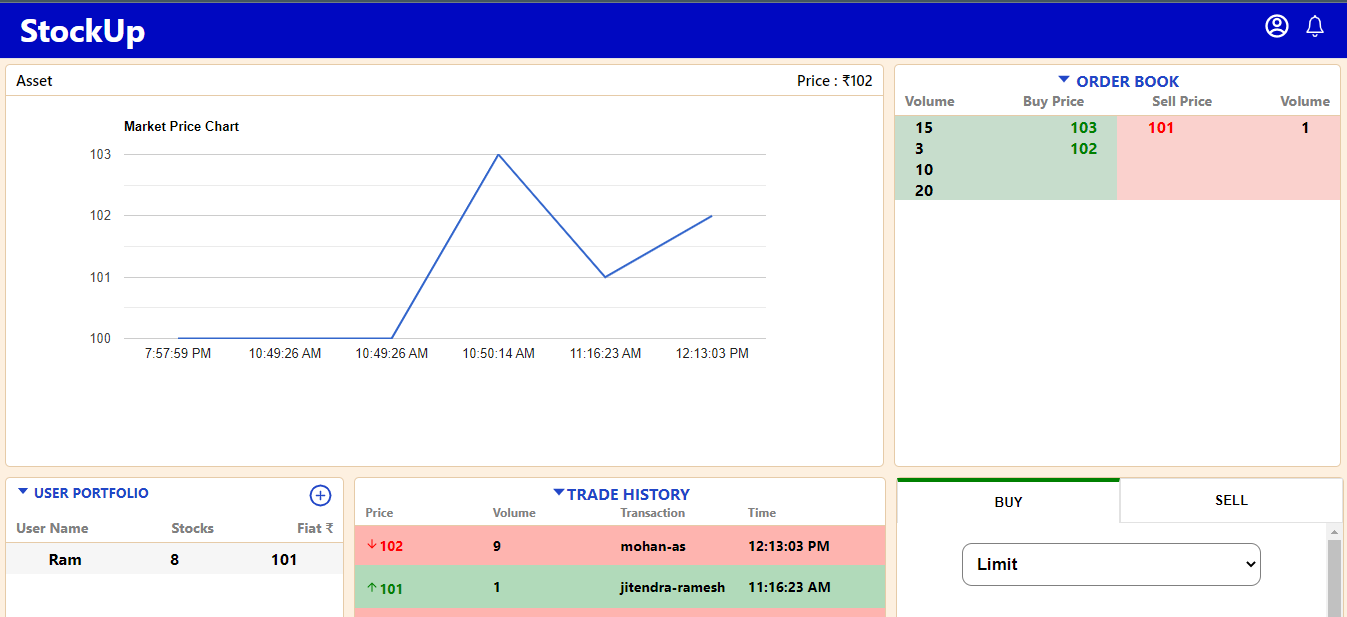 StockUp
Asset Price : ₹102
Market Price Chart
103
102
101
100
7:57:59 PM 10:49:26 AM 10:49:26 AM 10:50:14 AM 11:16:23 AM 12:13:03 PM
ORDER BOOK
Volume Buy Price Sell Price Volume
15 103 101 1
3 102
10
20
USER PORTFOLIO
User Name Stocks Fiat ₹
Ram 8 101
TRADE HISTORY
Price Volume Transaction Time
↓102 9 mohan-as 12:13:03 PM
↑101 1 jitendra-ramesh 11:16:23 AM
BUY SELL
Limit